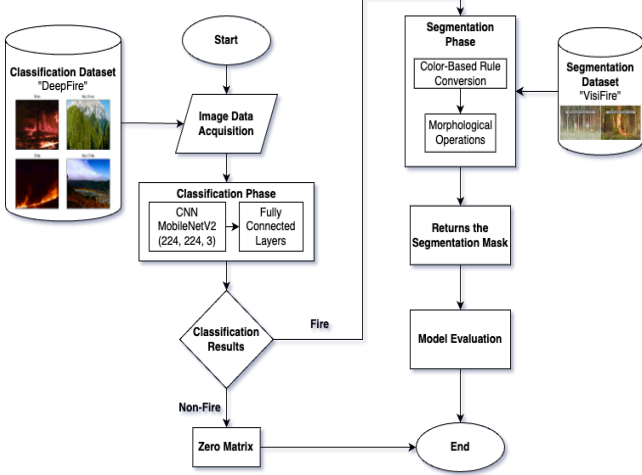 Start
Classification Dataset
"DeepFire"
Image Data
Acquisition
Classification Phase
CNN
MobileNetV2
(224, 224, 3)
Fully
Connected
Layers
Classification
Results
Fire
Non-Fire
Zero Matrix
Segmentation
Phase
Color-Based Rule
Conversion
Morphological
Operations
Segmentation
Dataset
"VisiFire"
Returns the
Segmentation Mask
Model Evaluation
End